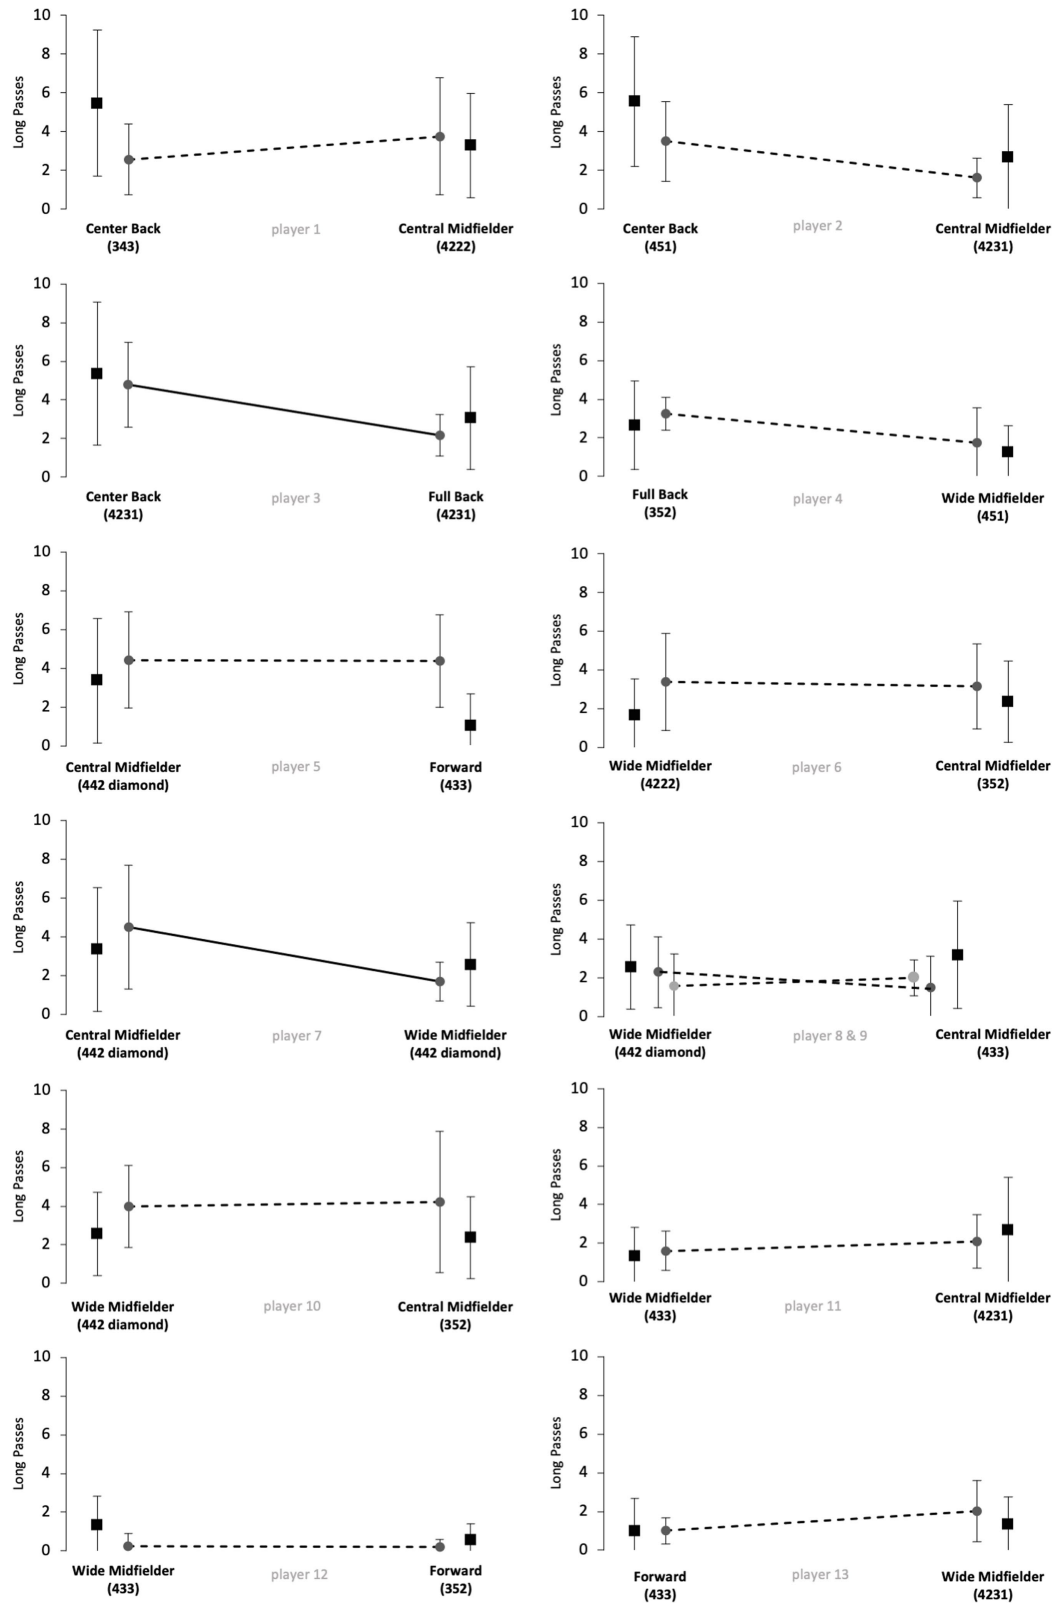 10
8
6
4
2
0
Long Passes
Center Back
(343)
player 1
Central Midfielder
(4222)
10
8
6
4
2
0
Long Passes
Center Back
(451)
player 2
Central Midfielder
(4231)
10
8
6
4
2
0
Long Passes
Center Back
(4231)
player 3
Full Back
(4231)
10
8
6
4
2
0
Long Passes
Full Back
(352)
player 4
Wide Midfielder
(451)
10
8
6
4
2
0
Long Passes
Central Midfielder
(442 diamond)
player 5
Forward
(433)
10
8
6
4
2
0
Long Passes
Wide Midfielder
(4222)
player 6
Central Midfielder
(352)
10
8
6
4
2
0
Long Passes
Central Midfielder
(442 diamond)
player 7
Wide Midfielder
(442 diamond)
10
8
6
4
2
0
Long Passes
Wide Midfielder
(442 diamond)
player 8 & 9
Central Midfielder
(433)
10
8
6
4
2
0
Long Passes
Wide Midfielder
(442 diamond)
player 10
Central Midfielder
(352)
10
8
6
4
2
0
Long Passes
Wide Midfielder
(433)
player 11
Central Midfielder
(4231)
10
8
6
4
2
0
Long Passes
Wide Midfielder
(433)
player 12
Forward
(352)
10
8
6
4
2
0
Long Passes
Forward
(433)
player 13
Wide Midfielder
(4231)